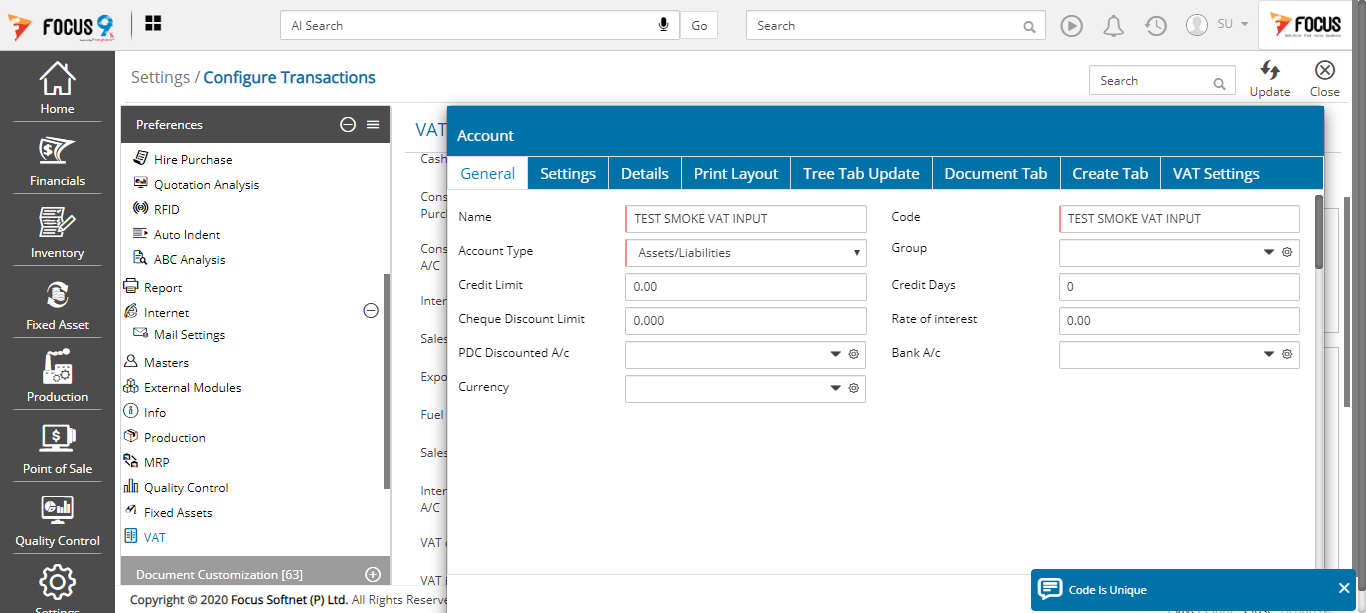 FOCUS 9
AI Search
Go
Search
SU
FOCUS
Home
Financials
Inventory
Fixed Asset
Production
Point of Sale
Quality Control
Settings
Settings / Configure Transactions
Search
Update
Close
Preferences
Hire Purchase
Quotation Analysis
RFID
Auto Indent
ABC Analysis
Report
Internet
Mail Settings
Masters
External Modules
Info
Production
MRP
Quality Control
Fixed Assets
VAT
Document Customization [63]
VAT
Cash
Cons
Purc
Cons
A/C
Inter
Sales
Expo
Fuel
Sales
Inter
A/C
VAT
VAT
Account
General
Settings
Details
Print Layout
Tree Tab Update
Document Tab
Create Tab
VAT Settings
Name
TEST SMOKE VAT INPUT
Code
TEST SMOKE VAT INPUT
Account Type
Assets/Liabilities
Group
Credit Limit
0.00
Credit Days
0
Cheque Discount Limit
0.000
Rate of interest
0.00
PDC Discounted A/c
Bank A/c
Currency
Code Is Unique
Copyright © 2020 Focus Softnet (P) Ltd. All Rights Reserve